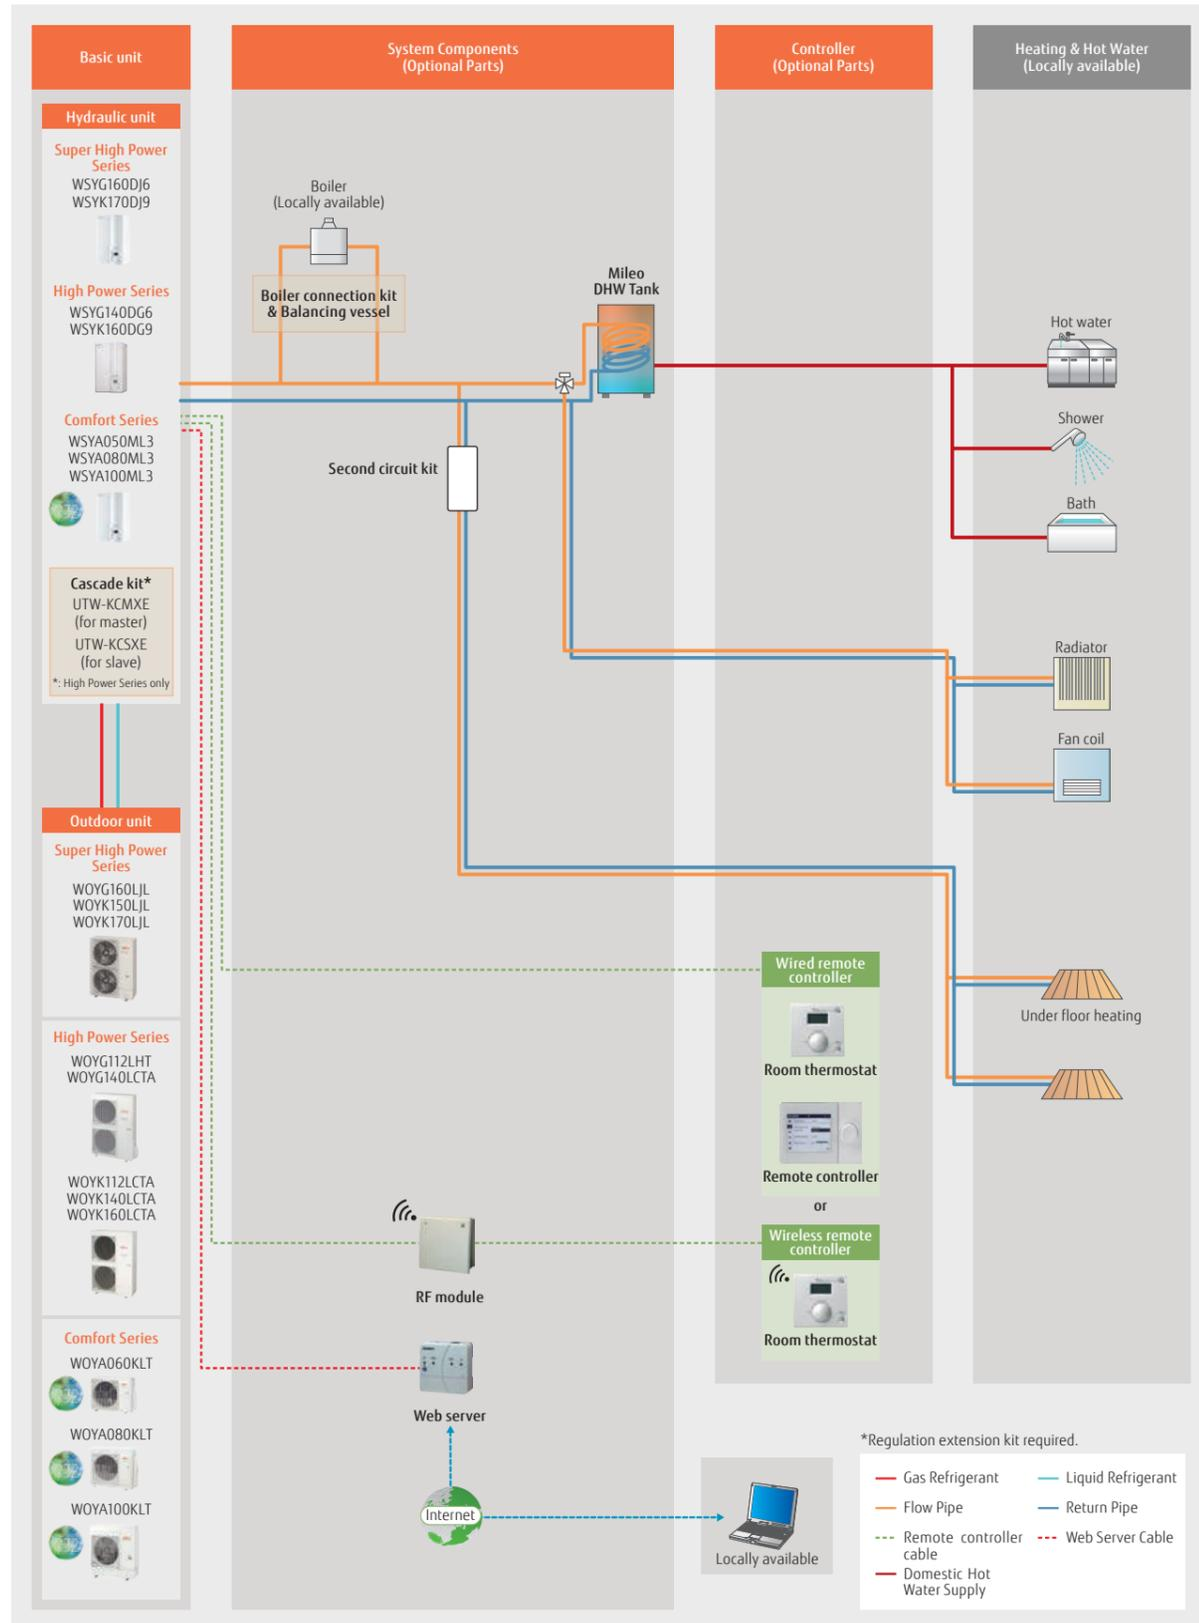 Basic unit
System Components
(Optional Parts)
Controller
(Optional Parts)
Heating & Hot Water
(Locally available)
Hydraulic unit
Super High Power
Series
WSYG160DJ6
WSYK170DJ9
High Power Series
WSYG140DG6
WSYK160DG9
Comfort Series
WSYA050ML3
WSYA080ML3
WSYA100ML3
Cascade kit*
UTW-KCMXE
(for master)
UTW-KCSXE
(for slave)
*: High Power Series only
Outdoor unit
Super High Power
Series
WOYG160LJL
WOYK150LJL
WOYK170LJL
High Power Series
WOYG112LHT
WOYG140LCTA
WOYK112LCTA
WOYK140LCTA
WOYK160LCTA
Comfort Series
WOYA060KLT
WOYA080KLT
WOYA100KLT
Boiler
(Locally available)
Boiler connection kit
& Balancing vessel
Mileo
DHW Tank
Second circuit kit
RF module
Web server
Internet
Wired remote
controller
Room thermostat
Remote controller
or
Wireless remote
controller
Room thermostat
Locally available
Hot water
Shower
Bath
Radiator
Fan coil
Under floor heating
*Regulation extension kit required.
Gas Refrigerant
Liquid Refrigerant
Flow Pipe
Return Pipe
Remote controller
cable
Web Server Cable
Domestic Hot
Water Supply